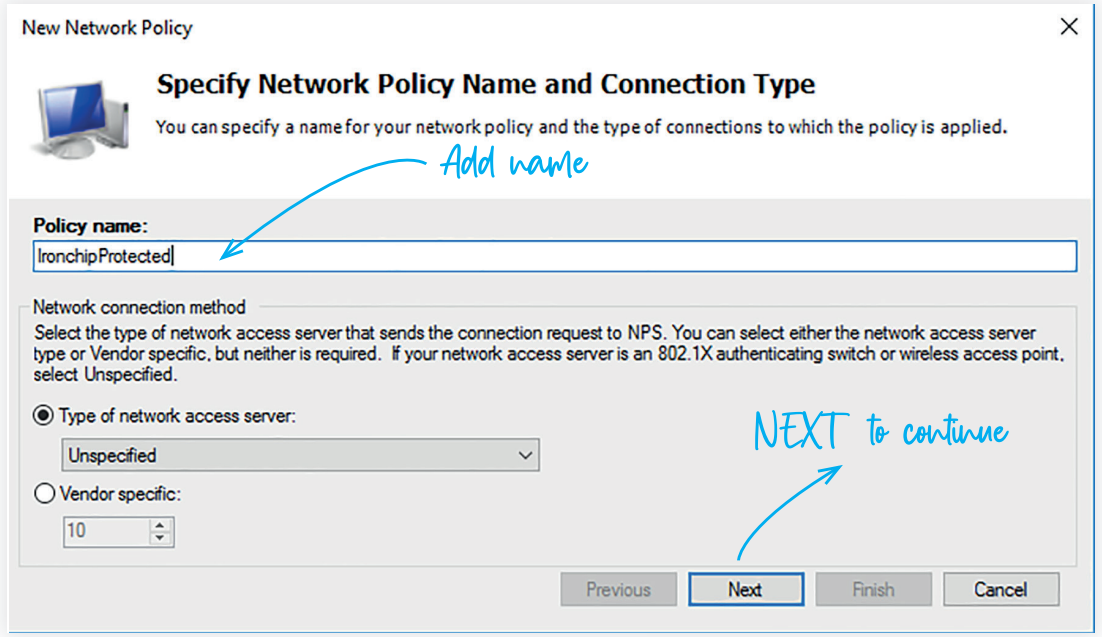 New Network Policy
Specify Network Policy Name and Connection Type
You can specify a name for your network policy and the type of connections to which the policy is applied.
Add name
Policy name:
IronchipProtected
Network connection method
Select the type of network access server that sends the connection request to NPS. You can select either the network access server
type or Vendor specific, but neither is required.  If your network access server is an 802.1X authenticating switch or wireless access point,
select Unspecified.
Type of network access server:
Unspecified
NEXT to continue
Vendor specific:
10
Previous
Next
Finish
Cancel